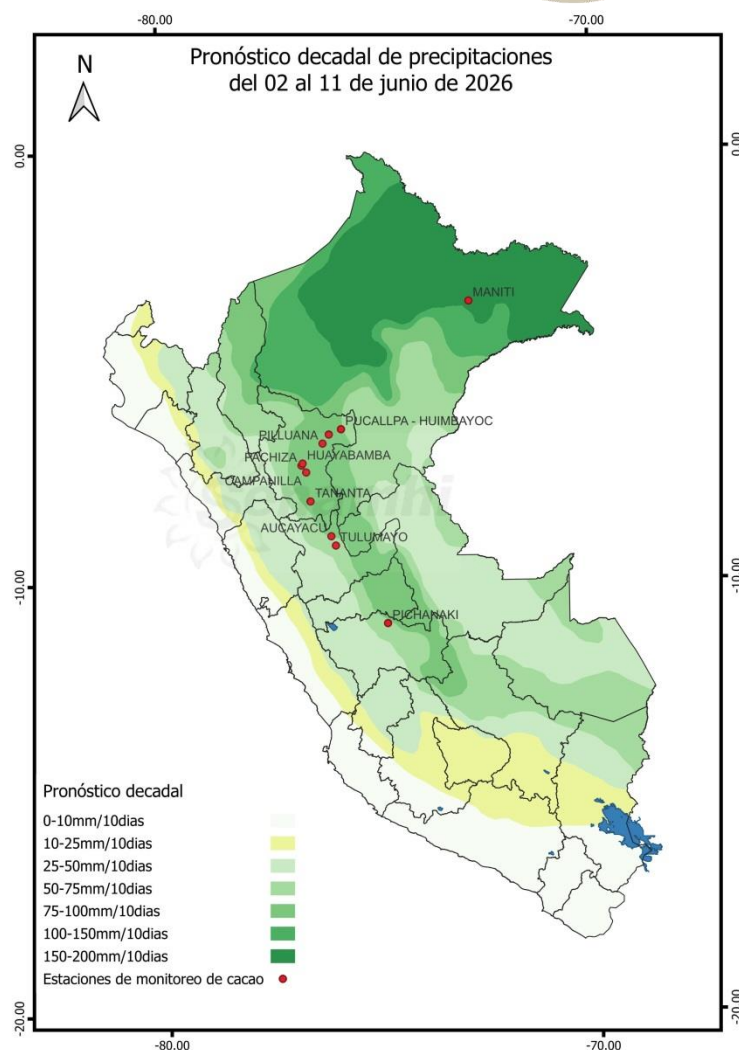 -80.00
-70.00
Pronóstico decadal de precipitaciones
del 02 al 11 de junio de 2026
N
0.00
0.00
MANITI
PUCALLPA - HUIMBAYOC
PILLUANA
PACHIZA
HUAYABAMBA
CAMPANILLA
TANANTA
AUCAYACU
TULUMAYO
senamhi
-10.00
-10.00
PICHANAKI
Pronóstico decadal
0-10mm/10dias
10-25mm/10dias
25-50mm/10dias
50-75mm/10dias
75-100mm/10dias
100-150mm/10dias
150-200mm/10dias
Estaciones de monitoreo de cacao
-20.00
-20.00
-80.00
-70.00